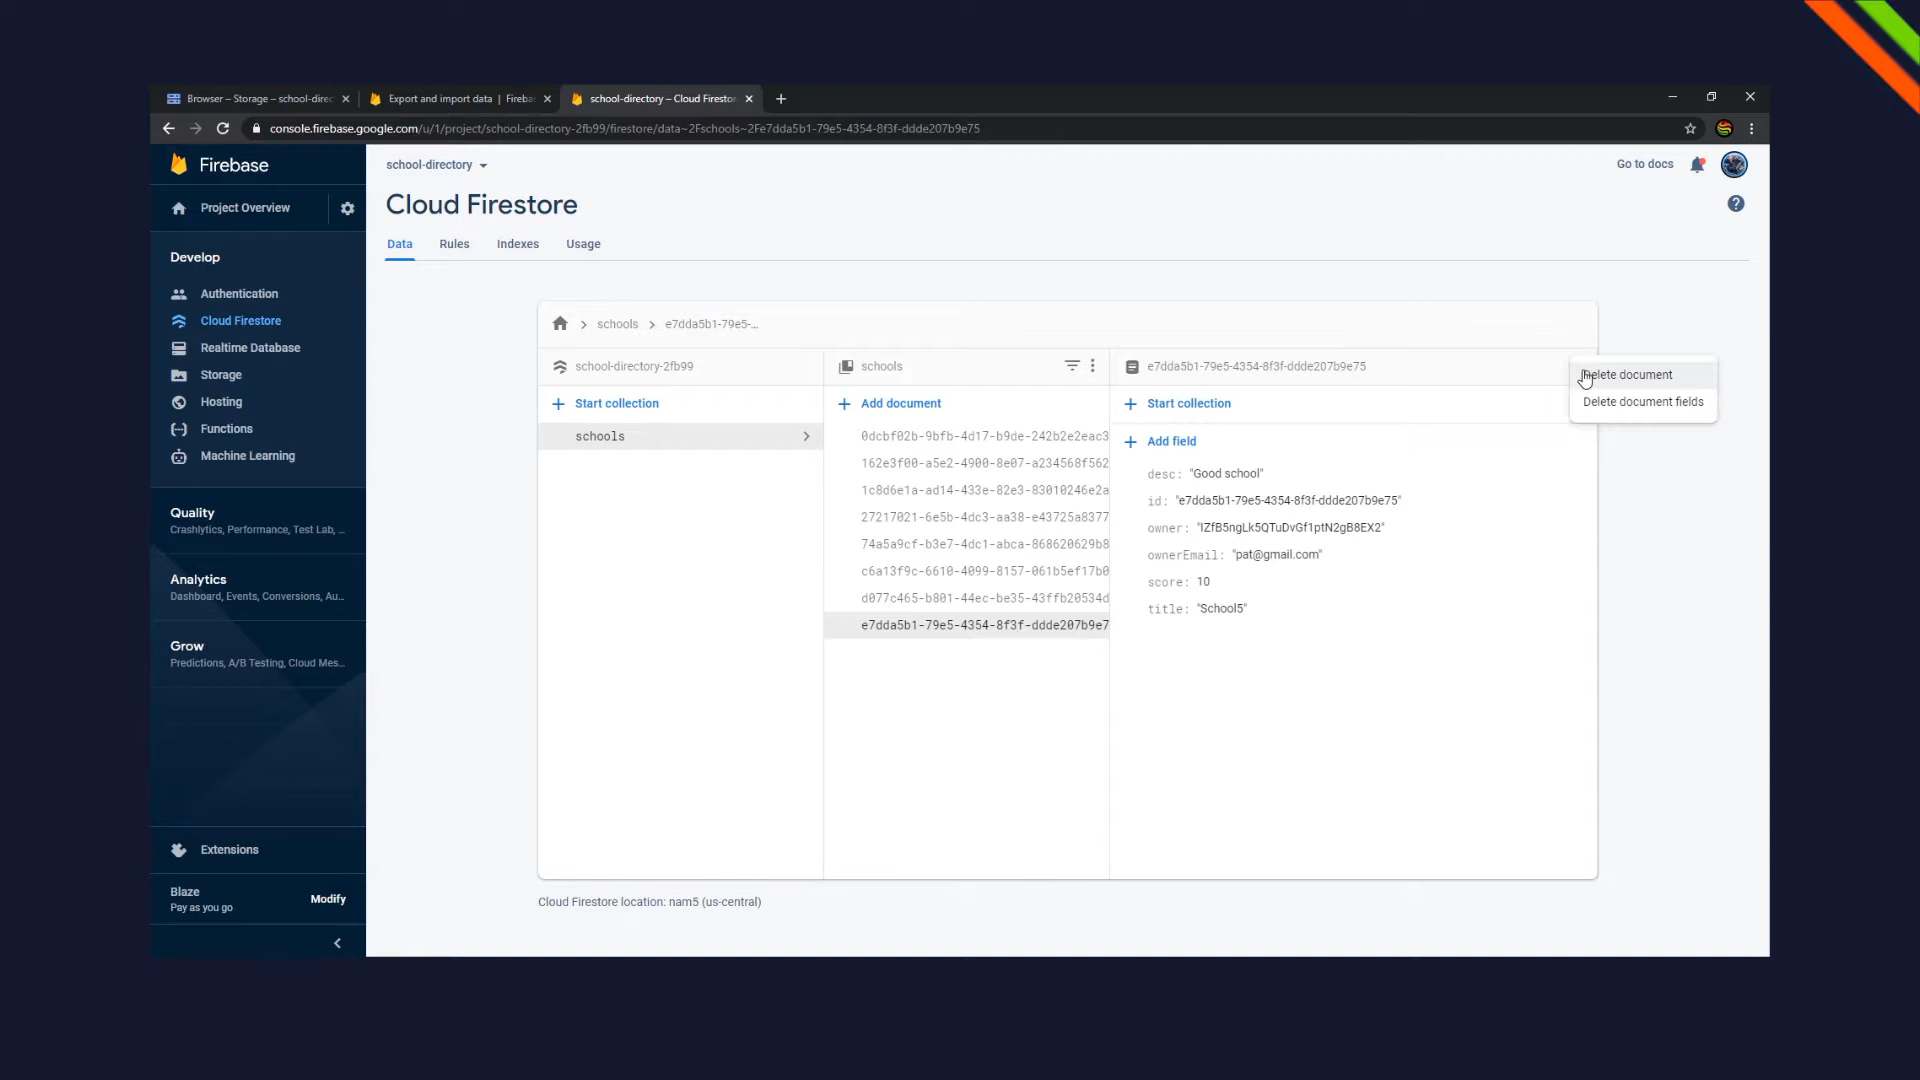 Browser – Storage – school-direc
Export and import data | Fireba
school-directory – Cloud Firestor
console.firebase.google.com/u/1/project/school-directory-2fb99/firestore/data~2Fschools~2Fe7dda5b1-79e5-4354-8f3f-ddde207b9e75
Firebase
school-directory
Go to docs
Project Overview
Cloud Firestore
Data
Rules
Indexes
Usage
Develop
Authentication
Cloud Firestore
Realtime Database
Storage
Hosting
Functions
Machine Learning
Quality
Crashlytics, Performance, Test Lab, ...
Analytics
Dashboard, Events, Conversions, Au...
Grow
Predictions, A/B Testing, Cloud Mes...
Extensions
Blaze
Pay as you go
Modify
schools
e7dda5b1-79e5-...
school-directory-2fb99
Start collection
schools
schools
Add document
0dcbf02b-9bfb-4d17-b9de-242b2e2eac3
162e3f00-a5e2-4900-8e07-a234568f562
1c8d6e1a-ad14-433e-82e3-83010246e2a
27217021-6e5b-4dc3-aa38-e43725a8377
74a5a9cf-b3e7-4dc1-abca-868620629b8
c6a13f9c-6610-4099-8157-061b5ef17b0
d077c465-b801-44ec-be35-43ffb20534d
e7dda5b1-79e5-4354-8f3f-ddde207b9e7
e7dda5b1-79e5-4354-8f3f-ddde207b9e75
Start collection
Add field
desc: "Good school"
id: "e7dda5b1-79e5-4354-8f3f-ddde207b9e75"
owner: "IZfB5ngLk5QTuDvGf1ptN2gB8EX2"
ownerEmail: "pat@gmail.com"
score: 10
title: "School5"
Delete document
Delete document fields
Cloud Firestore location: nam5 (us-central)